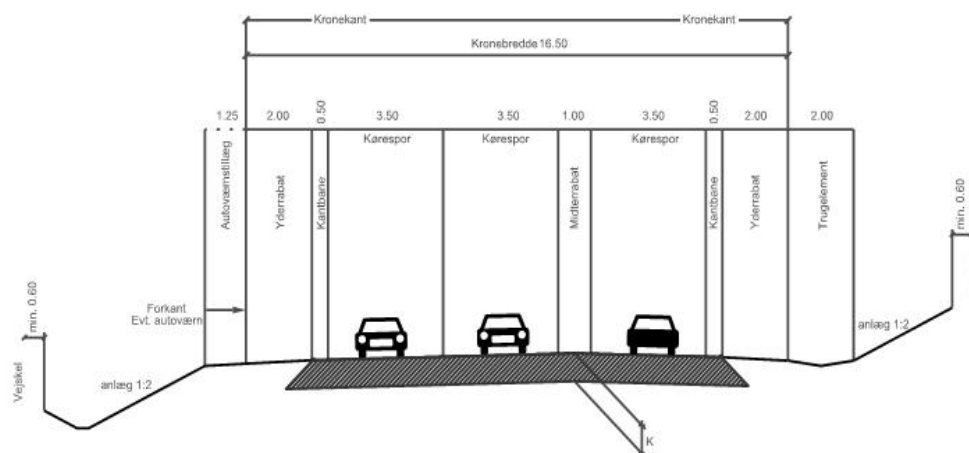 Kronekant Kronekant
Kronebredde 16.50
1.25 2.00 0.50 3.50 3.50 1.00 3.50 0.50 2.00 2.00
Kørespor Kørespor Kørespor
Autoværnstillæg
Yderrabat
Kantbane
Midterrabat
Kantbane
Yderrabat
Trugelement
min. 0.60
Forkant
Evt. autoværn
min. 0.60
Vejskel
anlæg 1:2
anlæg 1:2
K